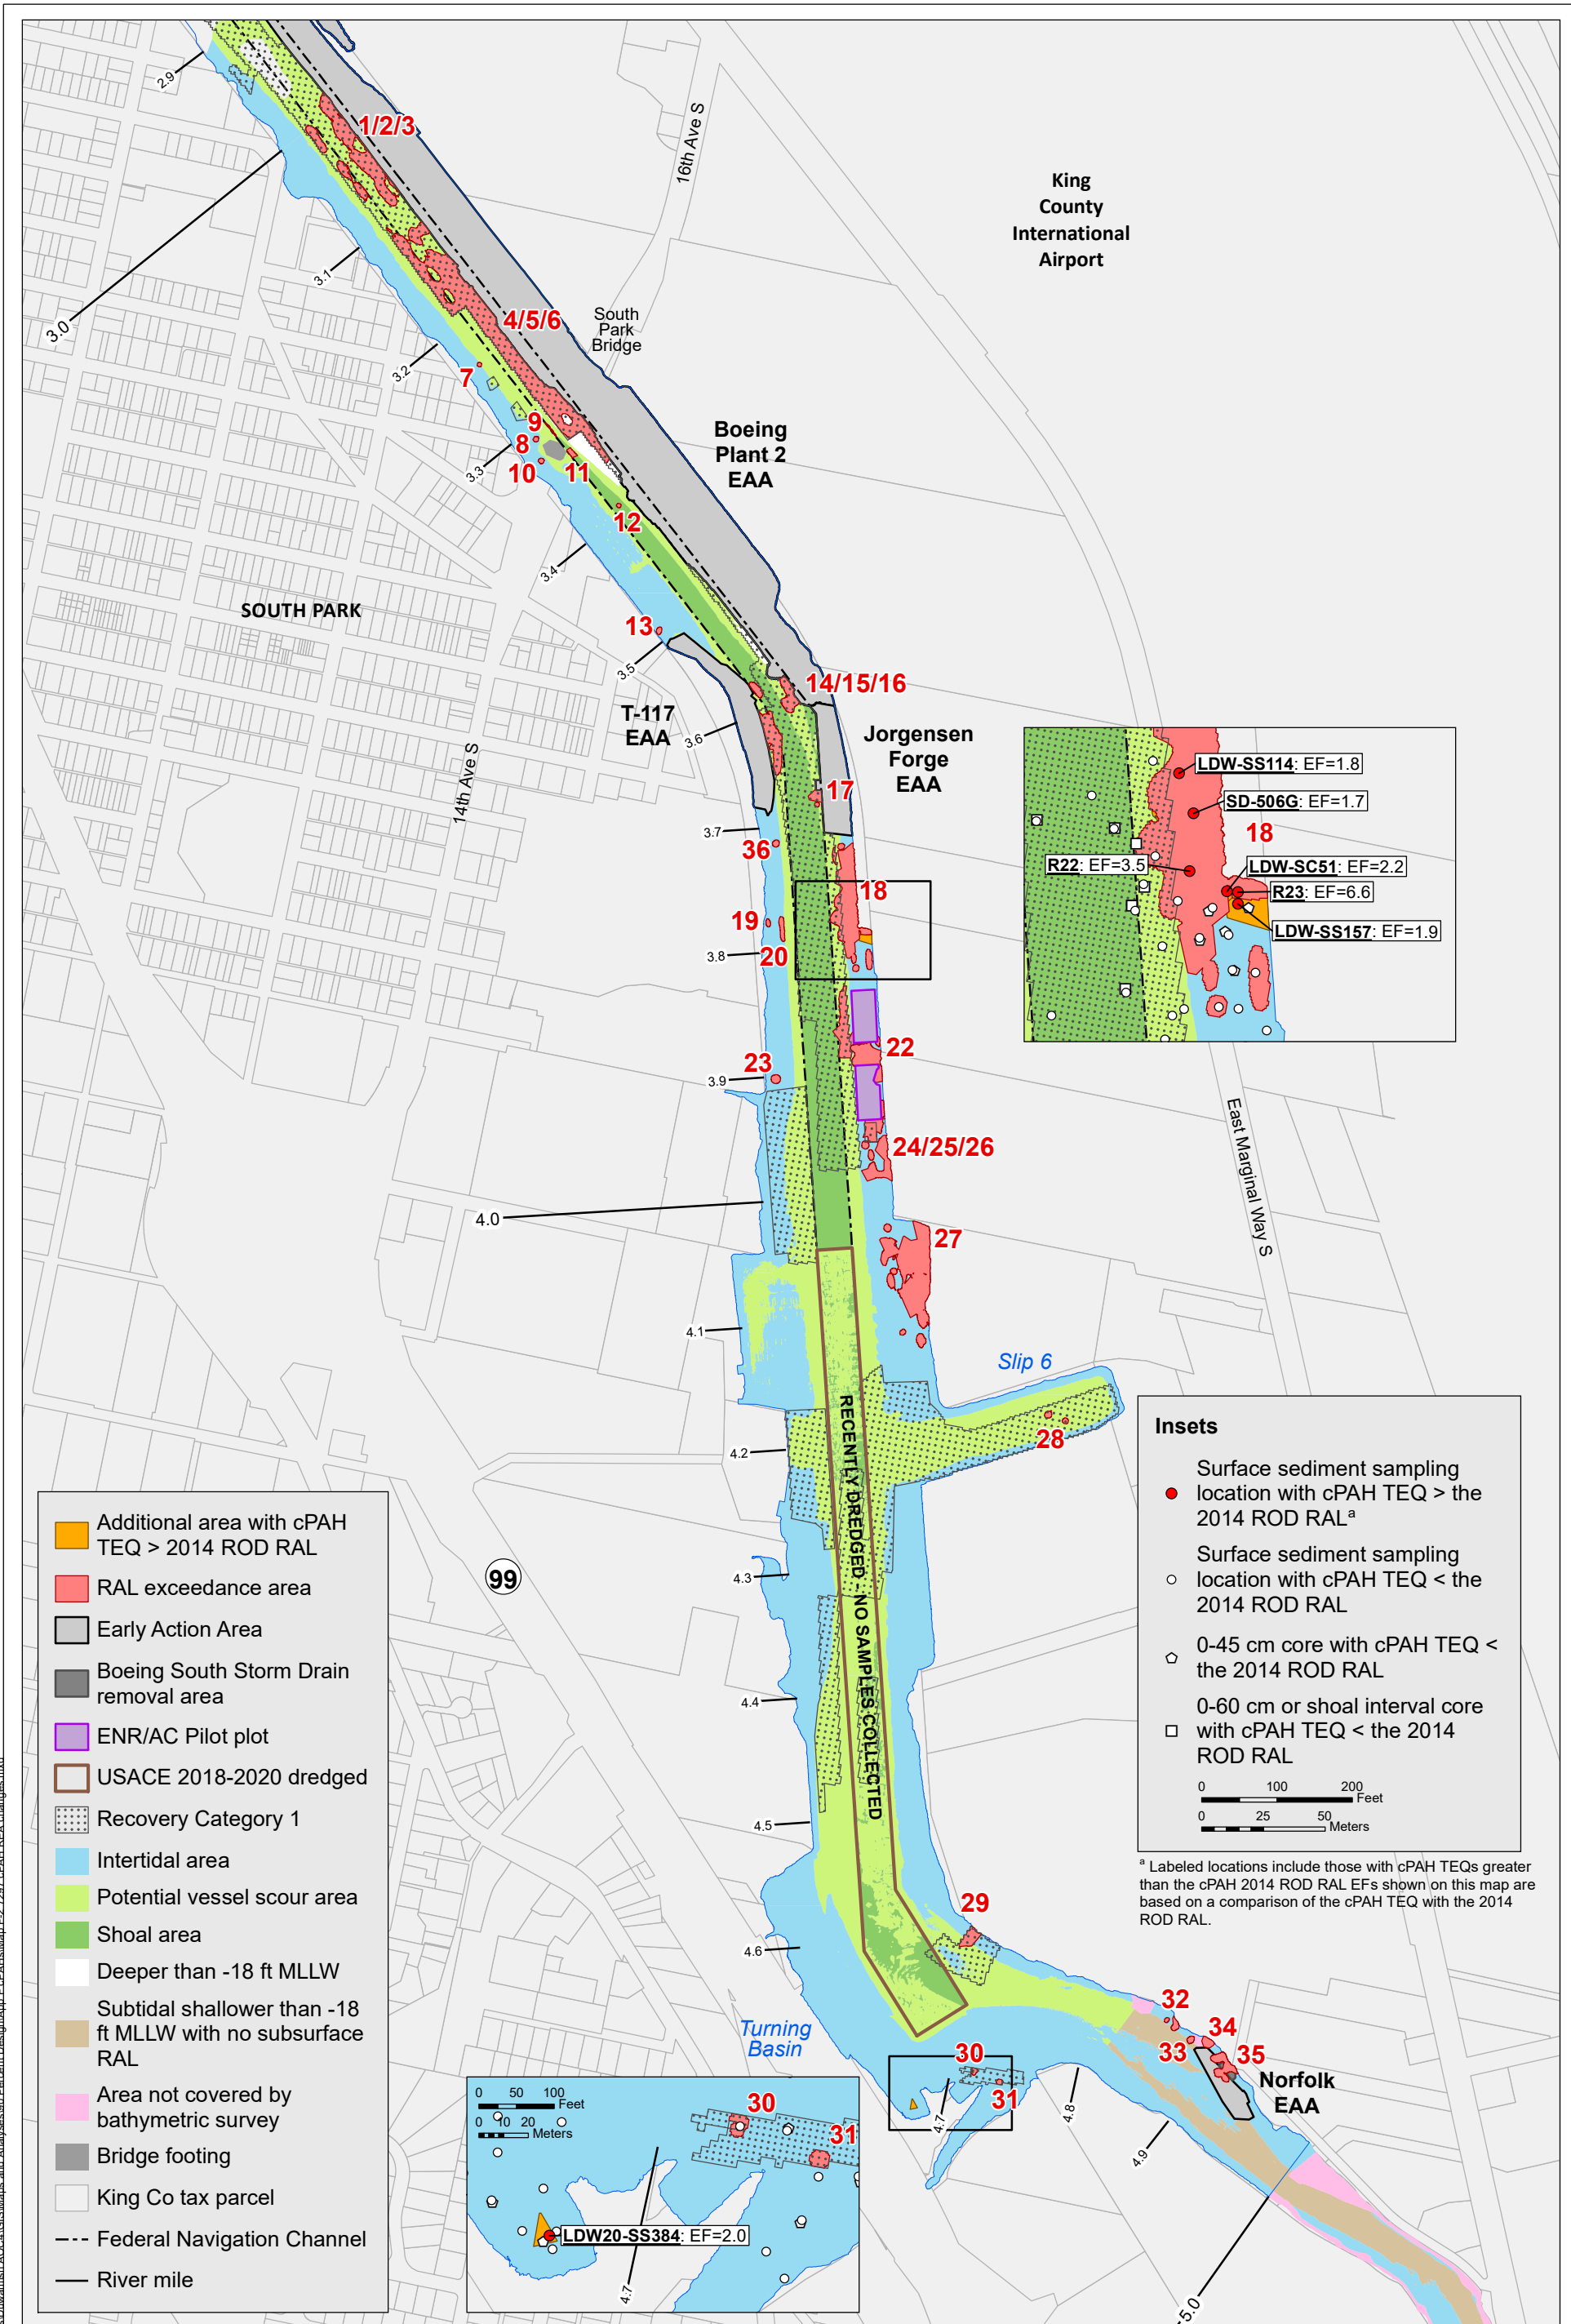 2.9
1/2/3
16th Ave S
King
County
International
Airport
3.0
3.1
4/5/6
South
Park
Bridge
3.2
7
9
8
10
11
3.3
Boeing
Plant 2
EAA
12
3.4
SOUTH PARK
13
3.5
14/15/16
T-117
EAA
3.6
Jorgensen
Forge
EAA
14th Ave S
17
3.7
36
18
19
20
3.8
LDW-SS114: EF=1.8
SD-506G: EF=1.7
18
R22: EF=3.5
LDW-SC51: EF=2.2
R23: EF=6.6
LDW-SS157: EF=1.9
22
23
3.9
24/25/26
East Marginal Way S
4.0
27
4.1
Slip 6
28
4.2
RECENTLY DREDGED - NO SAMPLES COLLECTED
99
4.3
4.4
4.5
4.6
29
Turning
Basin
30
31
4.7
4.8
4.9
32
33
34
35
Norfolk
EAA
5.0
Insets
Surface sediment sampling
location with cPAH TEQ > the
2014 ROD RALa
Surface sediment sampling
location with cPAH TEQ < the
2014 ROD RAL
0-45 cm core with cPAH TEQ <
the 2014 ROD RAL
0-60 cm or shoal interval core
with cPAH TEQ < the 2014
ROD RAL
0 100 200
Feet
0 25 50
Meters
a Labeled locations include those with cPAH TEQs greater
than the cPAH 2014 ROD RAL EFs shown on this map are
based on a comparison of the cPAH TEQ with the 2014
ROD RAL.
Additional area with cPAH
TEQ > 2014 ROD RAL
RAL exceedance area
Early Action Area
Boeing South Storm Drain
removal area
ENR/AC Pilot plot
USACE 2018-2020 dredged
Recovery Category 1
Intertidal area
Potential vessel scour area
Shoal area
Deeper than -18 ft MLLW
Subtidal shallower than -18
ft MLLW with no subsurface
RAL
Area not covered by
bathymetric survey
Bridge footing
King Co tax parcel
Federal Navigation Channel
River mile
0 50 100
Feet
0 10 20
Meters
30
31
LDW20-SS384: EF=2.0
4.7